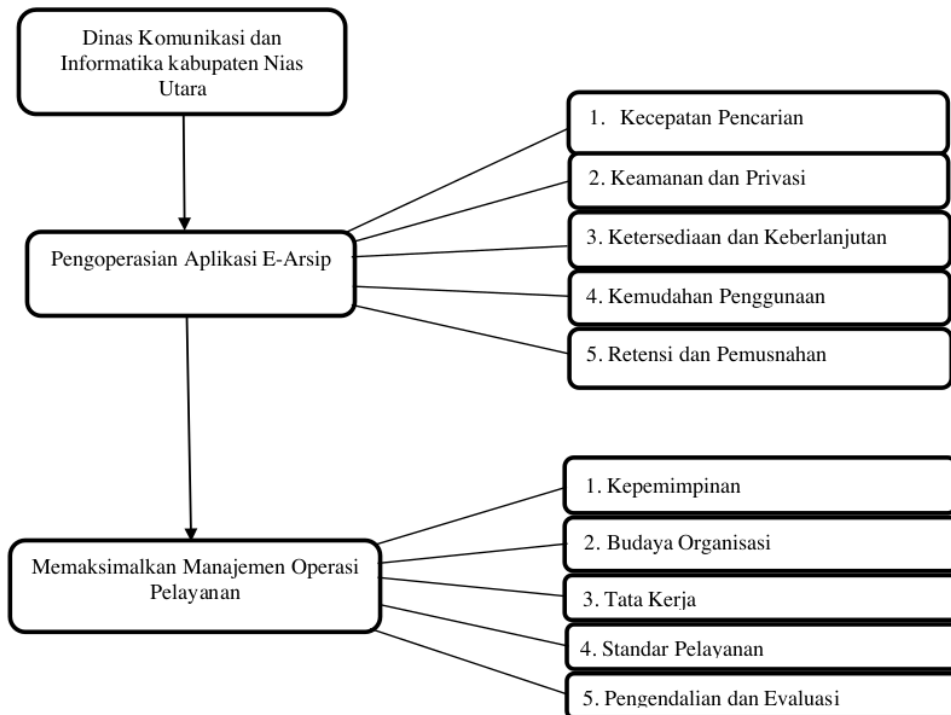 Dinas Komunikasi dan
Informatika kabupaten Nias
Utara
Pengoperasian Aplikasi E-Arsip
1. Kecepatan Pencarian
2. Keamanan dan Privasi
3. Ketersediaan dan Keberlanjutan
4. Kemudahan Penggunaan
5. Retensi dan Pemusnahan
Memaksimalkan Manajemen Operasi
Pelayanan
1. Kepemimpinan
2. Budaya Organisasi
3. Tata Kerja
4. Standar Pelayanan
5. Pengendalian dan Evaluasi